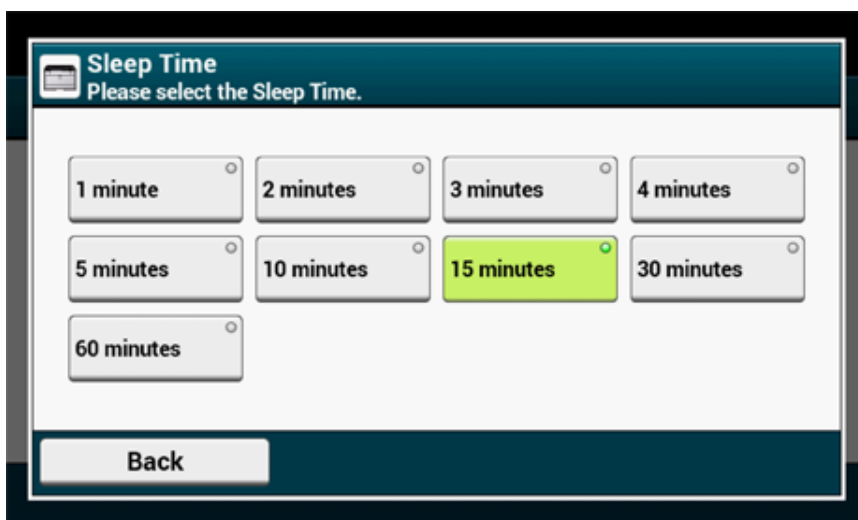 Sleep Time
Please select the Sleep Time.
1 minute
2 minutes
3 minutes
4 minutes
5 minutes
10 minutes
15 minutes
30 minutes
60 minutes
Back